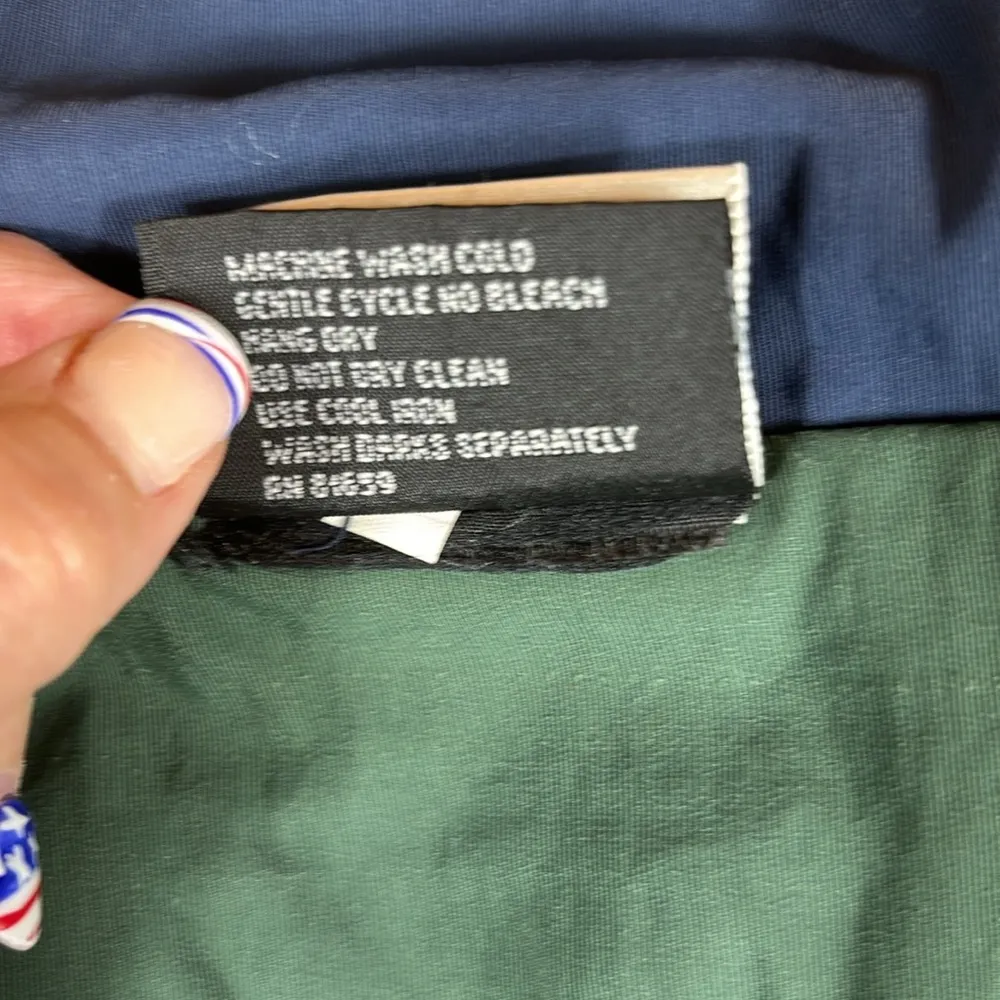 MACHINE WASH COLD
GENTLE CYCLE NO BLEACH
HANG DRY
DO NOT DRY CLEAN
USE COOL IRON
WASH DARKS SEPARATELY
RN 81639